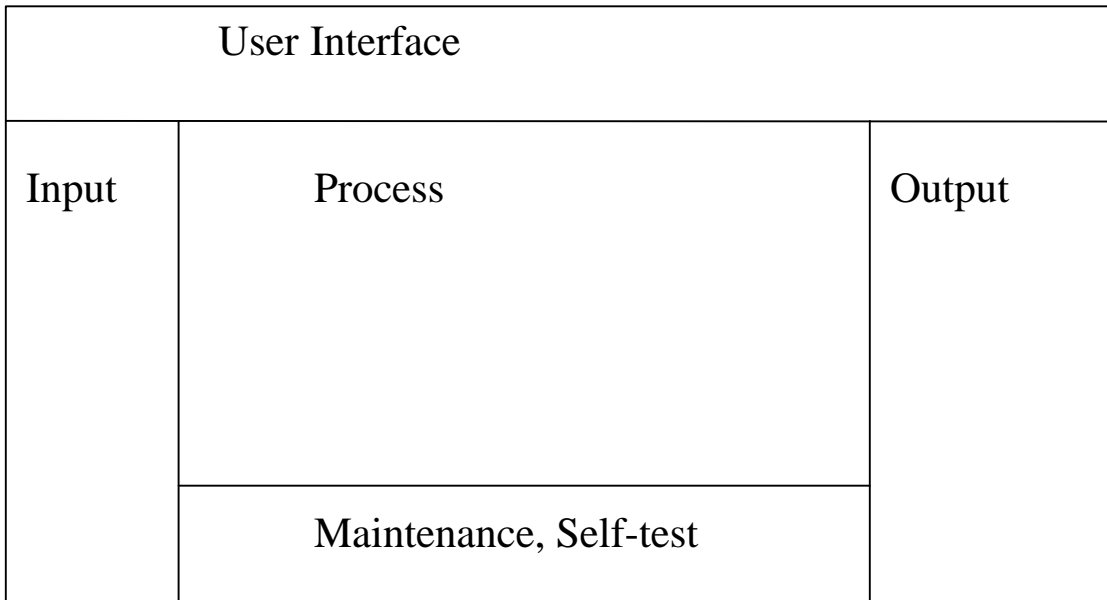 User Interface
Input
Process
Output
Maintenance, Self-test